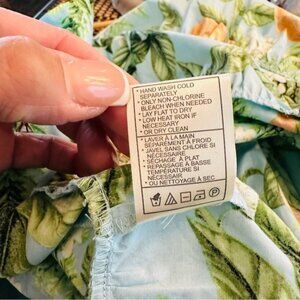 * HAND WASH COLD
SEPARATELY
* ONLY NON-CHLORINE
BLEACH WHEN NEEDED
* LAY FLAT TO DRY
* LOW HEAT IRON IF
NECESSARY
* OR DRY CLEAN
* LAVER À LA MAIN
SÉPAREMENT À FROID
* JAVEL SANS CHLORE SI
NÉCESSAIRE
* SÉCHAGE À PLAT
* REPASSAGE À BASSE
TEMPÉRATURE SI
NÉCESSAIRE
* OU NETTOYAGE À SEC